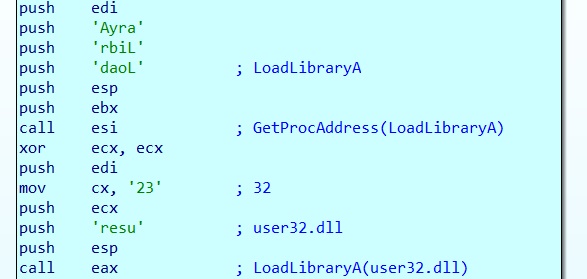 push edi
push 'Ayra'
push 'rbiL'
push 'daoL' ; LoadLibraryA
push esp
push ebx
call esi ; GetProcAddress(LoadLibraryA)
xor ecx, ecx
push edi
mov cx, '23' ; 32
push ecx
push 'resu' ; user32.dll
push esp
call eax ; LoadLibraryA(user32.dll)